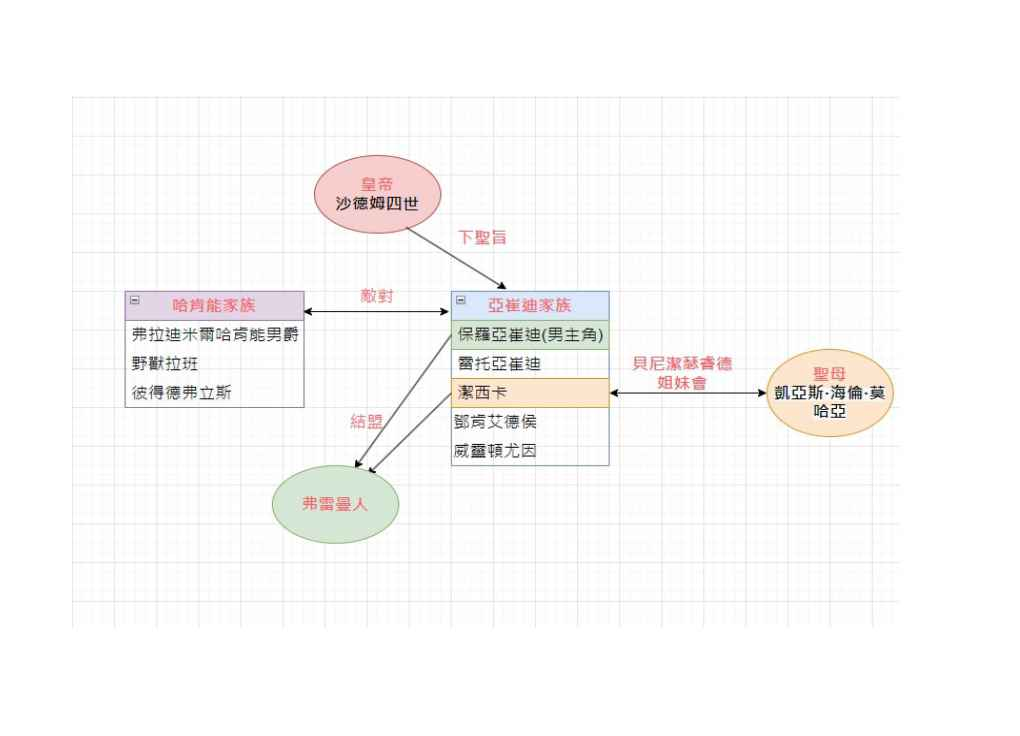 皇帝
沙德姆四世
下聖旨
哈肯能家族
弗拉迪米爾哈肯能男爵
野獸拉班
彼得德弗立斯
敵對
亞崔迪家族
保羅亞崔迪(男主角)
雷托亞崔迪
潔西卡
鄧肯艾德侯
威靈頓尤因
貝尼潔瑟睿德
姐妹會
聖母
凱亞斯·海倫·莫
哈亞
結盟
弗雷曼人